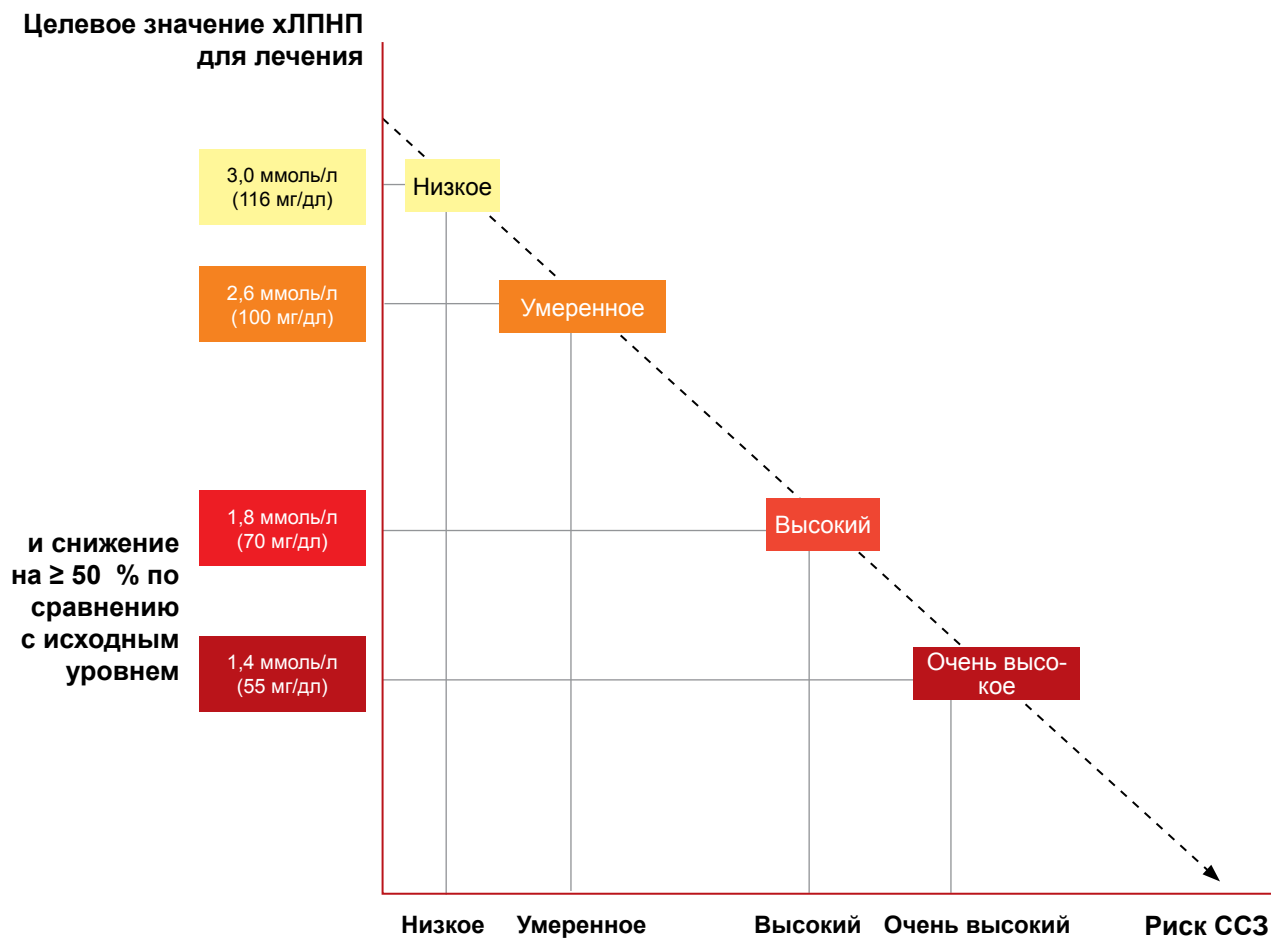 Целевое значение хЛПНП
для лечения
3,0 ммоль/л
(116 мг/дл)
Низкое
2,6 ммоль/л
(100 мг/дл)
Умеренное
1,8 ммоль/л
(70 мг/дл)
Высокий
и снижение
на ≥ 50 % по
сравнению
с исходным
уровнем
1,4 ммоль/л
(55 мг/дл)
Очень высо-
кое
Низкое
Умеренное
Высокий
Очень высокий
Риск ССЗ